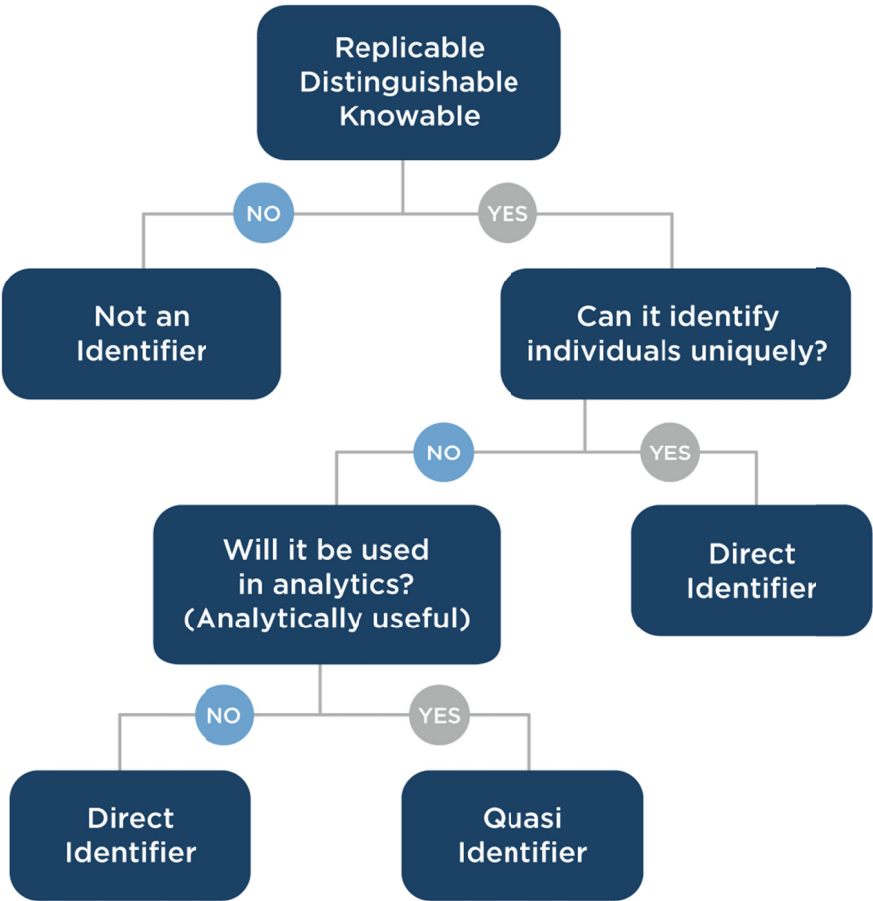 Replicable
Distinguishable
Knowable
NO
YES
Not an
Identifier
Can it identify
individuals uniquely?
NO
YES
Will it be used
in analytics?
(Analytically useful)
Direct
Identifier
NO
YES
Direct
Identifier
Quasi
Identifier